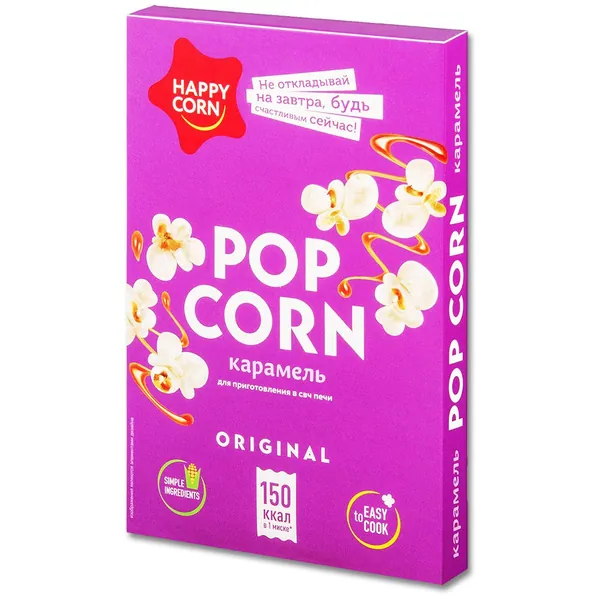 HAPPY
CORN
Не откладывай
на завтра, будь
счастливым сейчас!
POP
CORN
карамель
для приготовления в свч печи
ORIGINAL
SIMPLE
INGREDIENTS
150
ккал
в 1 миске*
to EASY
COOK
карамель POP CORN карамель